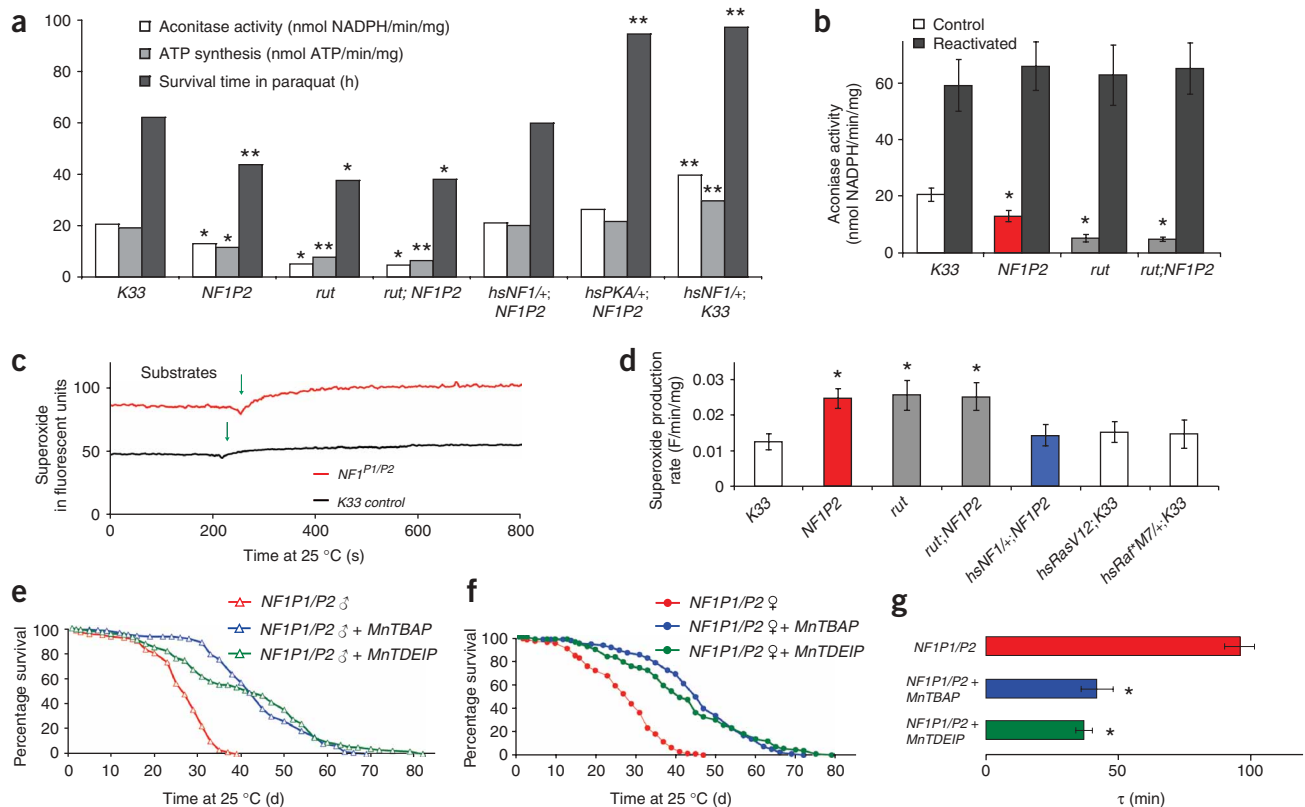 a
Aconitase activity (nmol NADPH/min/mg)
ATP synthesis (nmol ATP/min/mg)
Survival time in paraquat (h)
100
80
60
40
20
0
* * **
* ** *
* ** *
**
**
** ** **
K33
NF1P2
rut
rut; NF1P2
hsNF1/+;
NF1P2
hsPKA/+;
NF1P2
hsNF1/+;
K33
b
Control
Reactivated
Aconiase activity
(nmol NADPH/min/mg)
60
40
20
0
*
*
*
K33
NF1P2
rut
rut;NF1P2
c
Superoxide
in fluorescent units
100
50
0
Substrates
NF1P1/P2
K33 control
0 200 400 600 800
Time at 25 °C (s)
d
Superoxide production
rate (F/min/mg)
0.03
0.02
0.01
0
*
*
*
K33
NF1P2
rut
rut;NF1P2
hsNF1/+;NF1P2
hsRasV12;K33
hsRaf*M7/+;K33
e
NF1P1/P2 ♂
NF1P1/P2 ♂ + MnTBAP
NF1P1/P2 ♂ + MnTDEIP
Percentage survival
100
80
60
40
20
0
0 10 20 30 40 50 60 70 80
Time at 25 °C (d)
f
NF1P1/P2 ♀
NF1P1/P2 ♀ + MnTBAP
NF1P1/P2 ♀ + MnTDEIP
Percentage survival
100
80
60
40
20
0
0 10 20 30 40 50 60 70 80
Time at 25 °C (d)
g
NF1P1/P2
NF1P1/P2 +
MnTBAP
NF1P1/P2 +
MnTDEIP
*
*
0 50 100
τ (min)